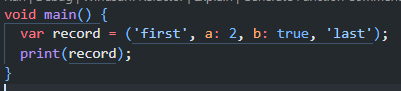 void main() {
  var record = ('first', a: 2, b: true, 'last');
  print(record);
}